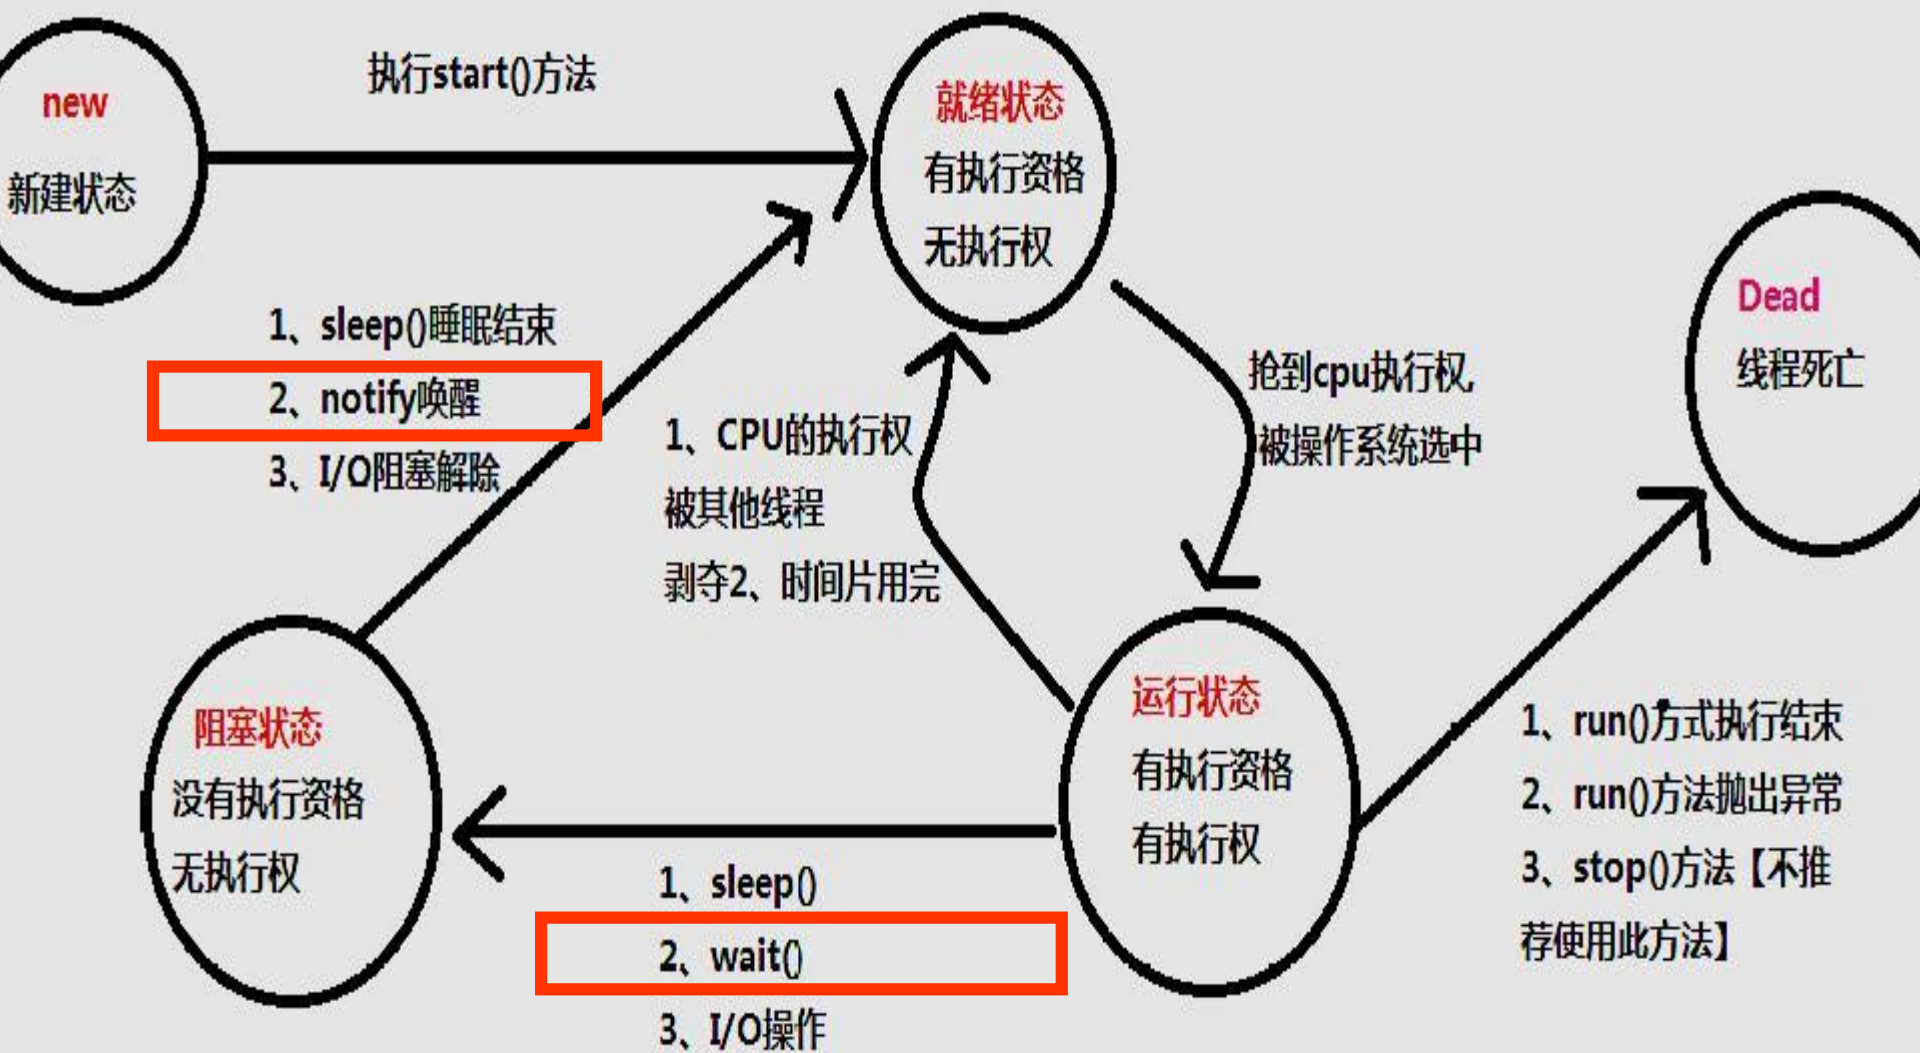 new
新建状态
执行start()方法
就绪状态
有执行资格
无执行权
1、sleep()睡眠结束
2、notify唤醒
3、I/O阻塞解除
1、CPU的执行权
被其他线程
剥夺2、时间片用完
抢到cpu执行权,
被操作系统选中
Dead
线程死亡
阻塞状态
没有执行资格
无执行权
1、sleep()
2、wait()
3、I/O操作
运行状态
有执行资格
有执行权
1、run()方式执行结束
2、run()方法抛出异常
3、stop()方法【不推
荐使用此方法】